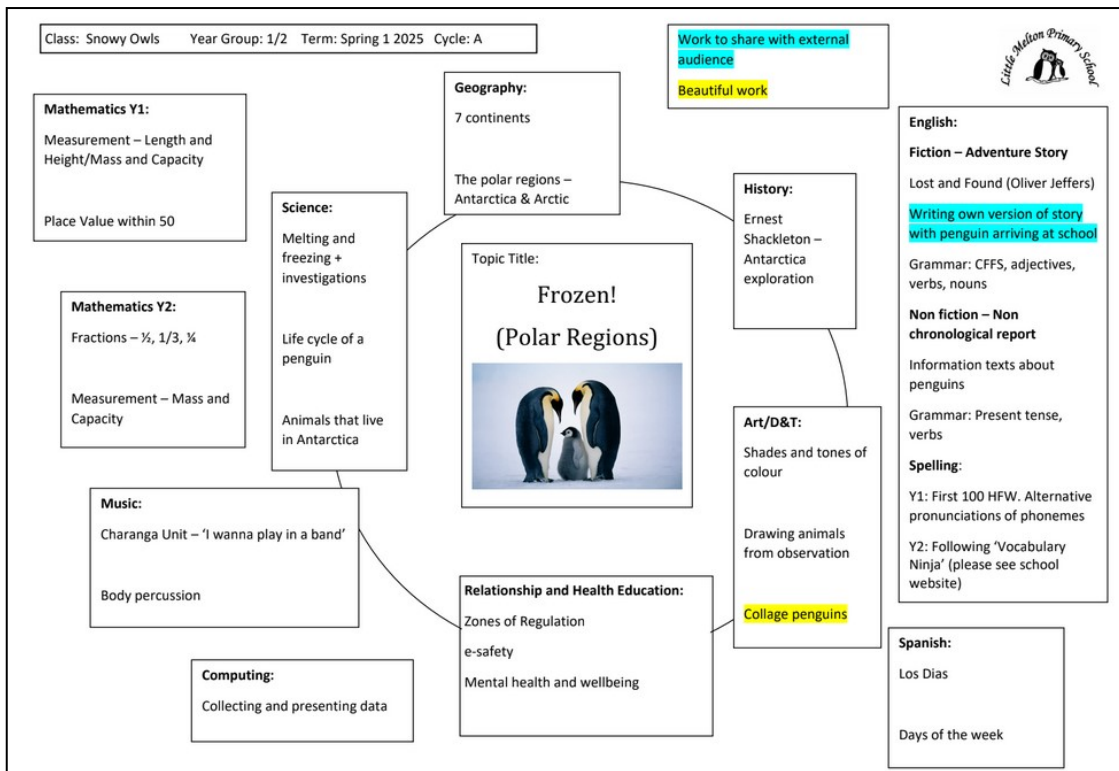 Class: Snowy Owls Year Group: 1/2 Term: Spring 1 2025 Cycle: A
Work to share with external
audience
Beautiful work
Little Melton Primary School
Mathematics Y1:
Measurement – Length and
Height/Mass and Capacity
Place Value within 50
Geography:
7 continents
The polar regions –
Antarctica & Arctic
English:
Fiction – Adventure Story
Lost and Found (Oliver Jeffers)
Writing own version of story
with penguin arriving at school
Grammar: CFFS, adjectives,
verbs, nouns
Non fiction – Non
chronological report
Information texts about
penguins
Grammar: Present tense,
verbs
Spelling:
Y1: First 100 HFW. Alternative
pronunciations of phonemes
Y2: Following ‘Vocabulary
Ninja’ (please see school
website)
Science:
Melting and
freezing +
investigations
Life cycle of a
penguin
Animals that live
in Antarctica
History:
Ernest
Shackleton –
Antarctica
exploration
Topic Title:
Frozen!
(Polar Regions)
Mathematics Y2:
Fractions – ½, 1/3, ¼
Measurement – Mass and
Capacity
Art/D&T:
Shades and tones of
colour
Drawing animals
from observation
Collage penguins
Music:
Charanga Unit – ‘I wanna play in a band’
Body percussion
Relationship and Health Education:
Zones of Regulation
e-safety
Mental health and wellbeing
Computing:
Collecting and presenting data
Spanish:
Los Dias
Days of the week